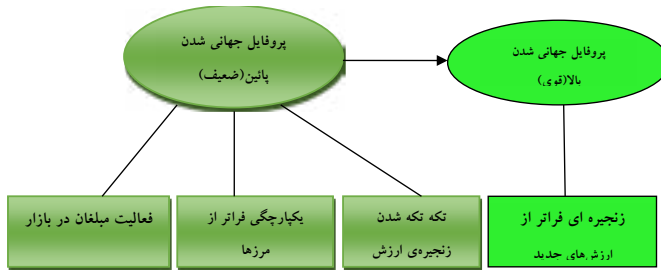 پروفایل جهانی شدن
بالا(قوی)
پروفایل جهانی شدن
پائین(ضعیف)
زنجیره ای فراتر از
ارزش‌های جدید
تکه تکه شدن
زنجیره‌ی ارزش
یکپارچگی فراتر از
مرزها
فعالیت مبلغان در بازار